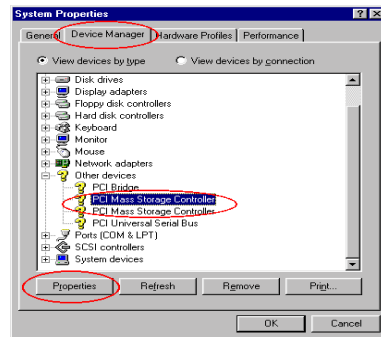 System Properties
General Device Manager Hardware Profiles Performance
View devices by type View devices by connection
Disk drives
Display adapters
Floppy disk controllers
Hard disk controllers
Keyboard
Monitor
Mouse
Network adapters
Other devices
PCI Bridge
PCI Mass Storage Controller
PCI Mass Storage Controller
PCI Universal Serial Bus
Ports (COM & LPT)
SCSI controllers
System devices
Properties Refresh Remove Print...
OK Cancel